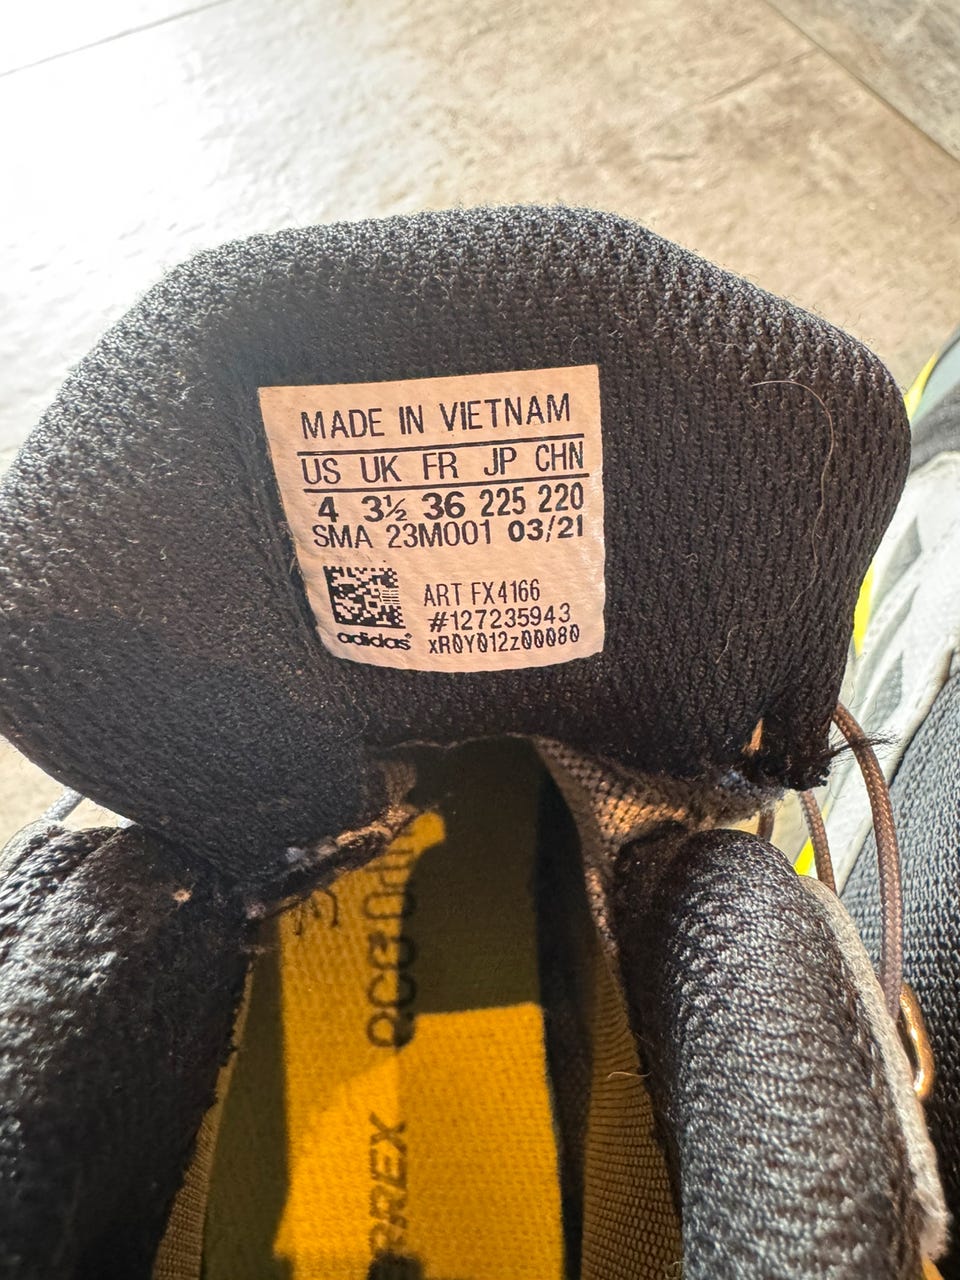 MADE IN VIETNAM
US UK FR JP CHN
4 3½ 36 225 220
SMA 23M001 03/21
ART FX4166
#127235943
adidas® xR0Y012z00080